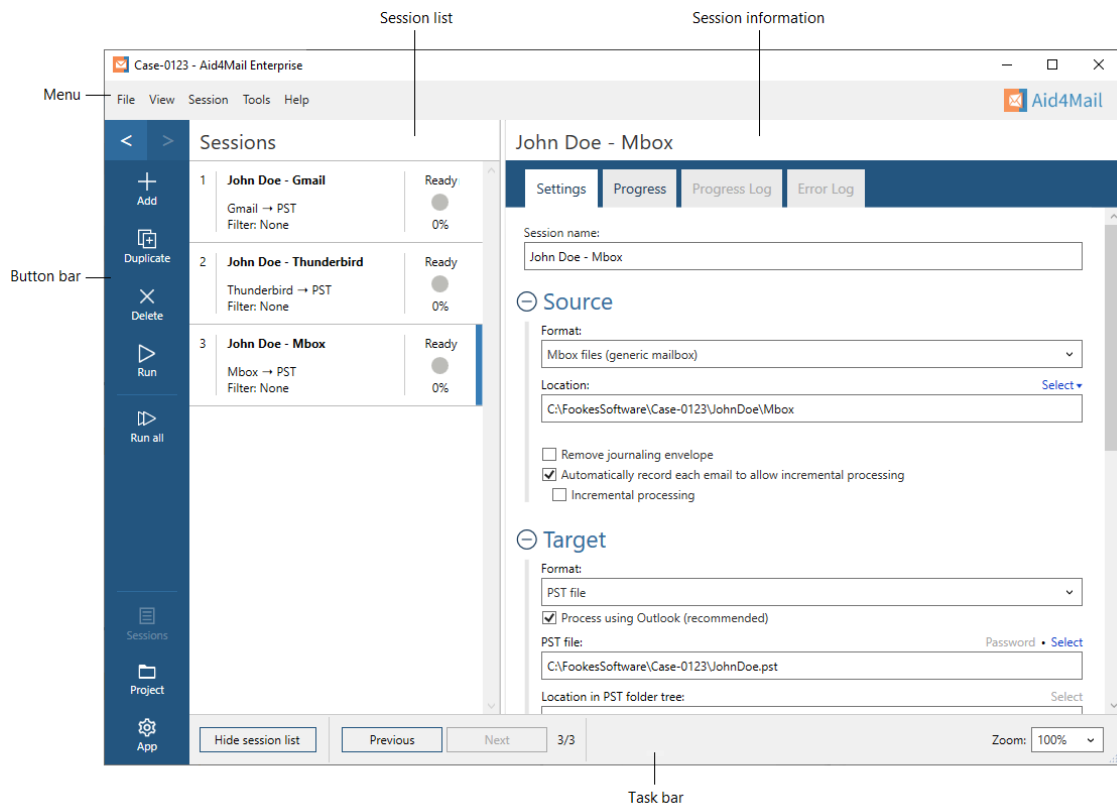 Session list
Session information
Case-0123 - Aid4Mail Enterprise
Menu
File View Session Tools Help
Aid4Mail
< >
Sessions
John Doe - Mbox
Add
Duplicate
Button bar
Delete
Run
Run all
Sessions
Project
App
1 John Doe - Gmail Ready
Gmail → PST
Filter: None 0%
2 John Doe - Thunderbird Ready
Thunderbird → PST
Filter: None 0%
3 John Doe - Mbox Ready
Mbox → PST
Filter: None 0%
Settings Progress Progress Log Error Log
Session name:
John Doe - Mbox
Source
Format:
Mbox files (generic mailbox)
Location: Select
C:\FookesSoftware\Case-0123\JohnDoe\Mbox
Remove journaling envelope
Automatically record each email to allow incremental processing
Incremental processing
Target
Format:
PST file
Process using Outlook (recommended)
PST file: Password • Select
C:\FookesSoftware\Case-0123\JohnDoe.pst
Location in PST folder tree: Select
Hide session list Previous Next 3/3 Zoom: 100%
Task bar